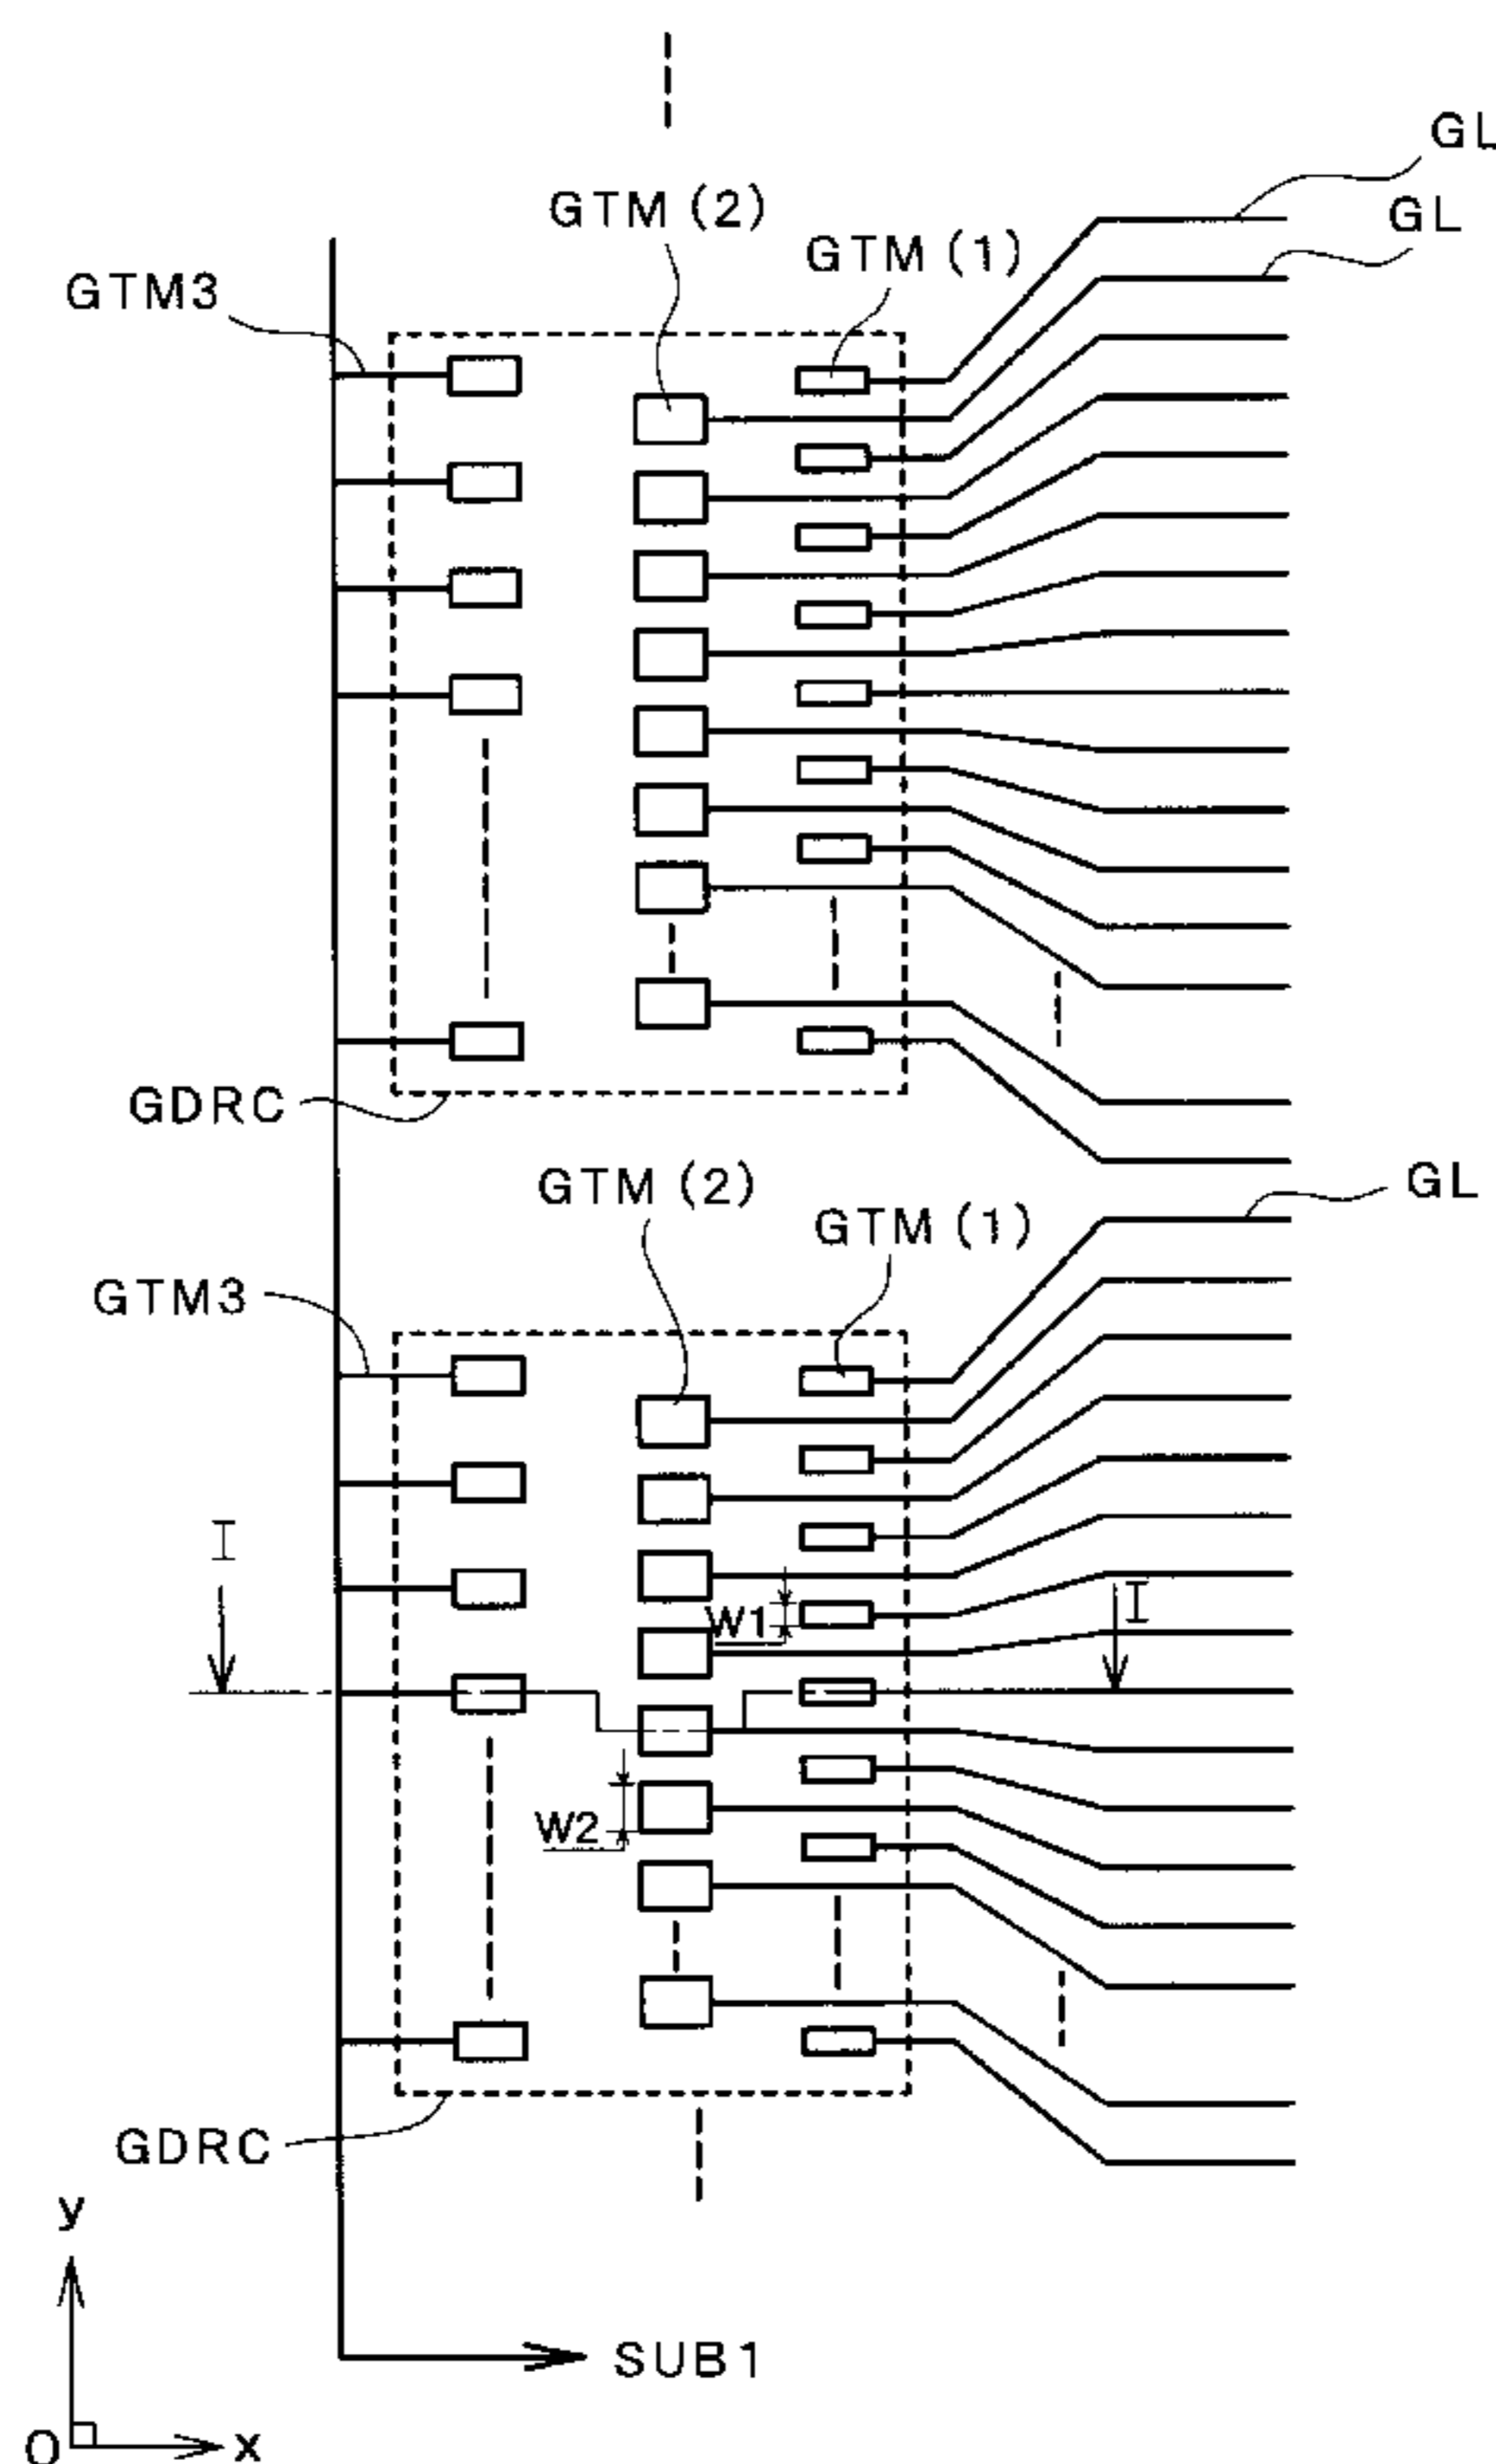 GL
GTM (2)
GL
GTM (1)
GTM3
GDRC
GTM (2)
GL
GTM (1)
GTM3
I
I
W1
W2
GDRC
y
SUB1
O
x